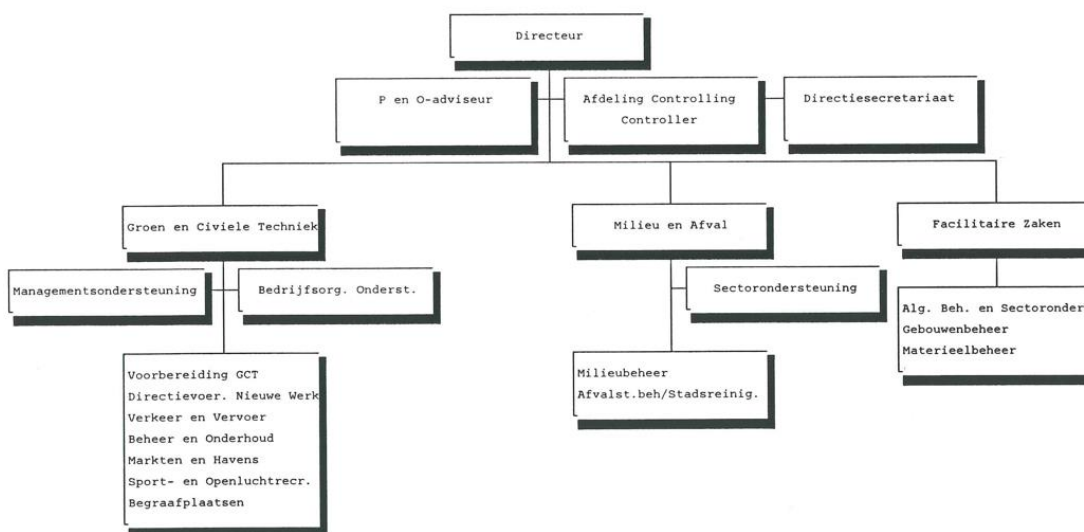 Directeur
P en O-adviseur
Afdeling Controlling
Controller
Directiesecretariaat
Groen en Civiele Techniek
Milieu en Afval
Facilitaire Zaken
Managementsondersteuning
Bedrijfsorg. Onderst.
Sectorondersteuning
Alg. Beh. en Sectoronder
Gebouwenbeheer
Materieelbeheer
Voorbereiding GCT
Directievoer. Nieuwe Werk
Verkeer en Vervoer
Beheer en Onderhoud
Markten en Havens
Sport- en Openluchtrecr.
Begraafplaatsen
Milieubeheer
Afvalst.beh/Stadsreinig.